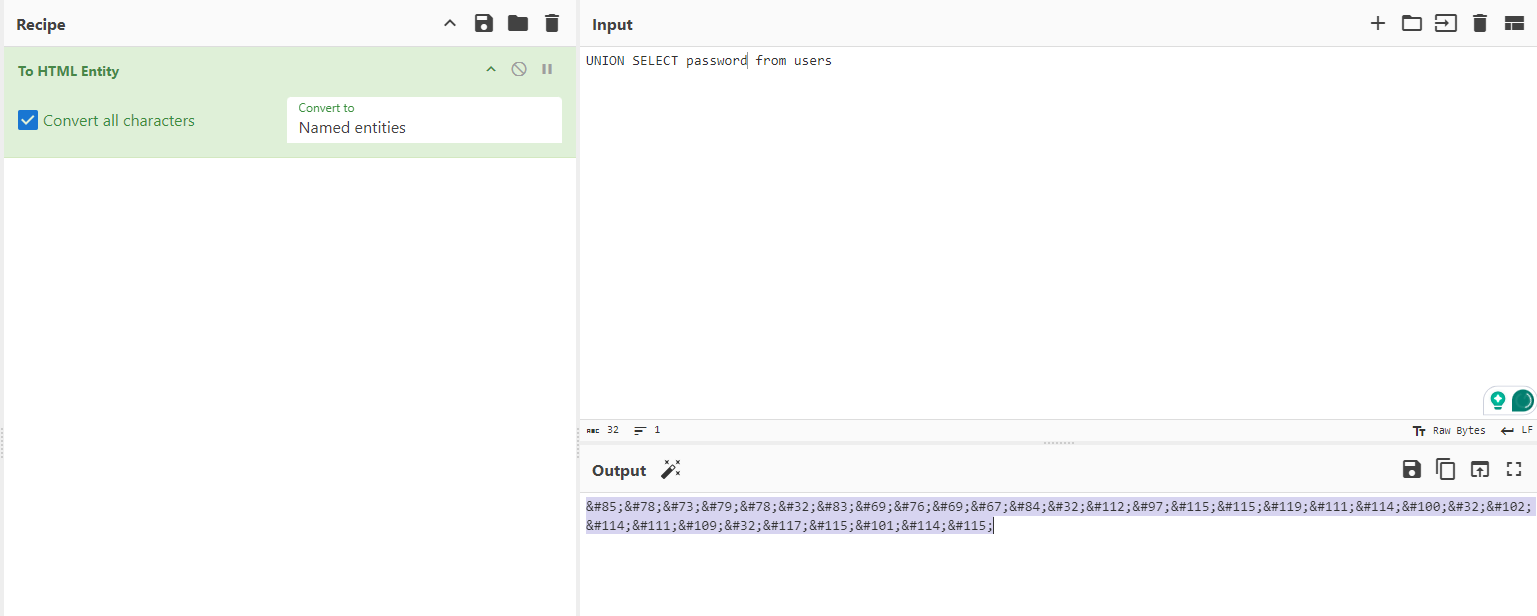 Recipe
To HTML Entity
Convert all characters
Convert to
Named entities
Input
UNION SELECT password from users
ABC 32 1
Raw Bytes LF
Output
&#85;&#78;&#73;&#79;&#78;&#32;&#83;&#69;&#76;&#69;&#67;&#84;&#32;&#112;&#97;&#115;&#115;&#119;&#111;&#114;&#100;&#32;&#102;
&#114;&#111;&#109;&#32;&#117;&#115;&#101;&#114;&#115;